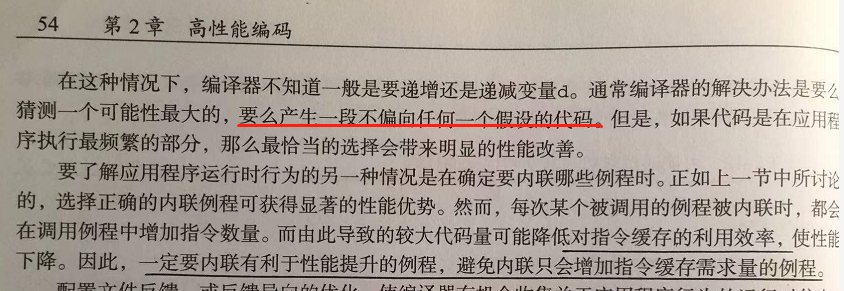 54 第2章 高性能编码
在这种情况下，编译器不知道一般是要递增还是递减变量d。通常编译器的解决办法是要么
猜测一个可能性最大的，要么产生一段不偏向任何一个假设的代码。但是，如果代码是在应用程
序执行最频繁的部分，那么最恰当的选择会带来明显的性能改善。
要了解应用程序运行时行为的另一种情况是在确定要内联哪些例程时。正如上一节中所讨论
的，选择正确的内联例程可获得显著的性能优势。然而，每次某个被调用的例程被内联时，都会
在调用例程中增加指令数量。而由此导致的较大代码量可能降低对指令缓存的利用效率，使性能
下降。因此，一定要内联有利于性能提升的例程，避免内联只会增加指令缓存需求量的例程。